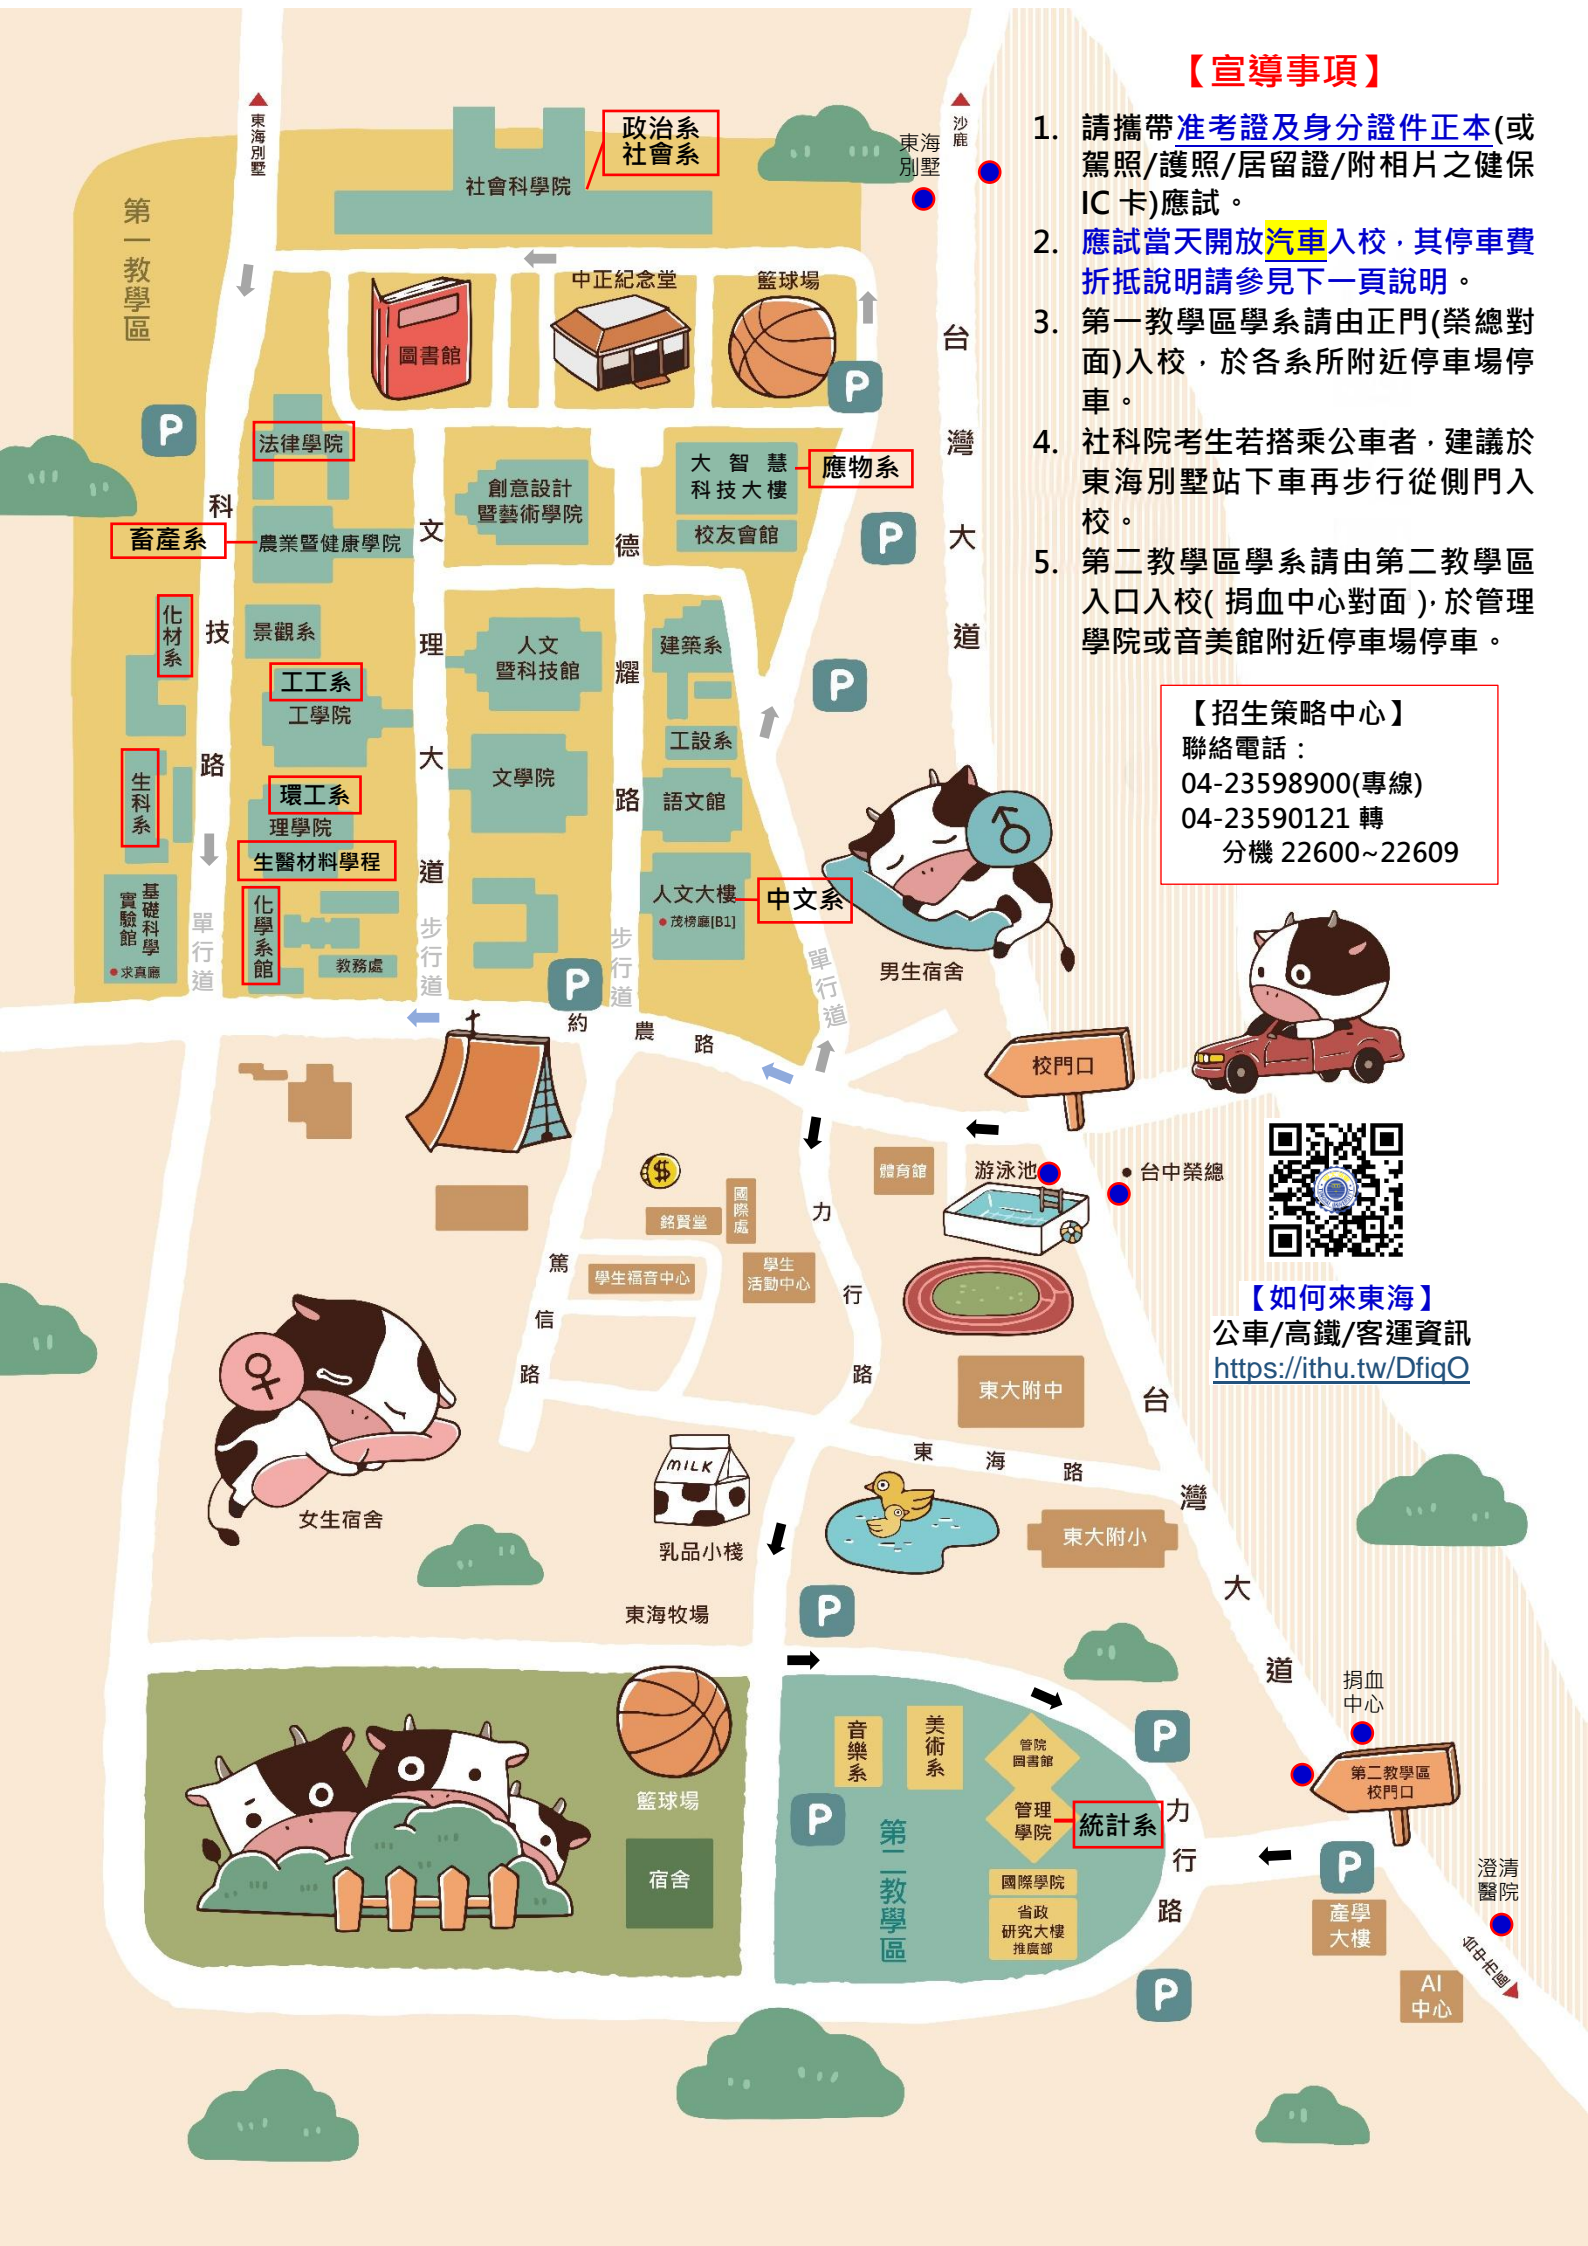 【宣導事項】
1. 請攜帶准考證及身分證件正本(或
駕照/護照/居留證/附相片之健保
IC 卡)應試。
2. 應試當天開放汽車入校，其停車費
折抵說明請參見下一頁說明。
3. 第一教學區學系請由正門(榮總對
面)入校，於各系所附近停車場停
車。
4. 社科院考生若搭乘公車者，建議於
東海別墅站下車再步行從側門入
校。
5. 第二教學區學系請由第二教學區
入口入校( 捐血中心對面 )，於管理
學院或音美館附近停車場停車。
【招生策略中心】
聯絡電話：
04-23598900(專線)
04-23590121 轉
分機 22600~22609
【如何來東海】
公車/高鐵/客運資訊
https://ithu.tw/DfiqO
東海別墅
政治系
社會系
社會科學院
東海
別墅
沙鹿
第一教學區
中正紀念堂
籃球場
圖書館
P
P
台灣大道
法律學院
大智慧
科技大樓
應物系
創意設計
暨藝術學院
校友會館
P
畜產系
農業暨健康學院
科技路
文理大道
德耀路
化材系
景觀系
人文
暨科技館
建築系
P
工工系
工學院
工設系
生科系
環工系
理學院
文學院
語文館
生醫材料學程
基礎科學
實驗館
求真廳
化學系館
教務處
人文大樓
茂榜廳[B1]
中文系
單行道
步行道
步行道
單行道
P
男生宿舍
約農路
校門口
體育館
游泳池
台中榮總
$
銘賢堂
國際處
學生福音中心
學生
活動中心
力行路
篤信路
東大附中
台灣大道
東海路
女生宿舍
MILK
乳品小棧
東大附小
東海牧場
P
捐血
中心
籃球場
宿舍
音樂系
美術系
管院
圖書館
P
第二教學區
校門口
P
第二教學區
管理
學院
統計系
力行路
國際學院
省政
研究大樓
推廣部
P
產學
大樓
澄清
醫院
台中市區
P
AI
中心